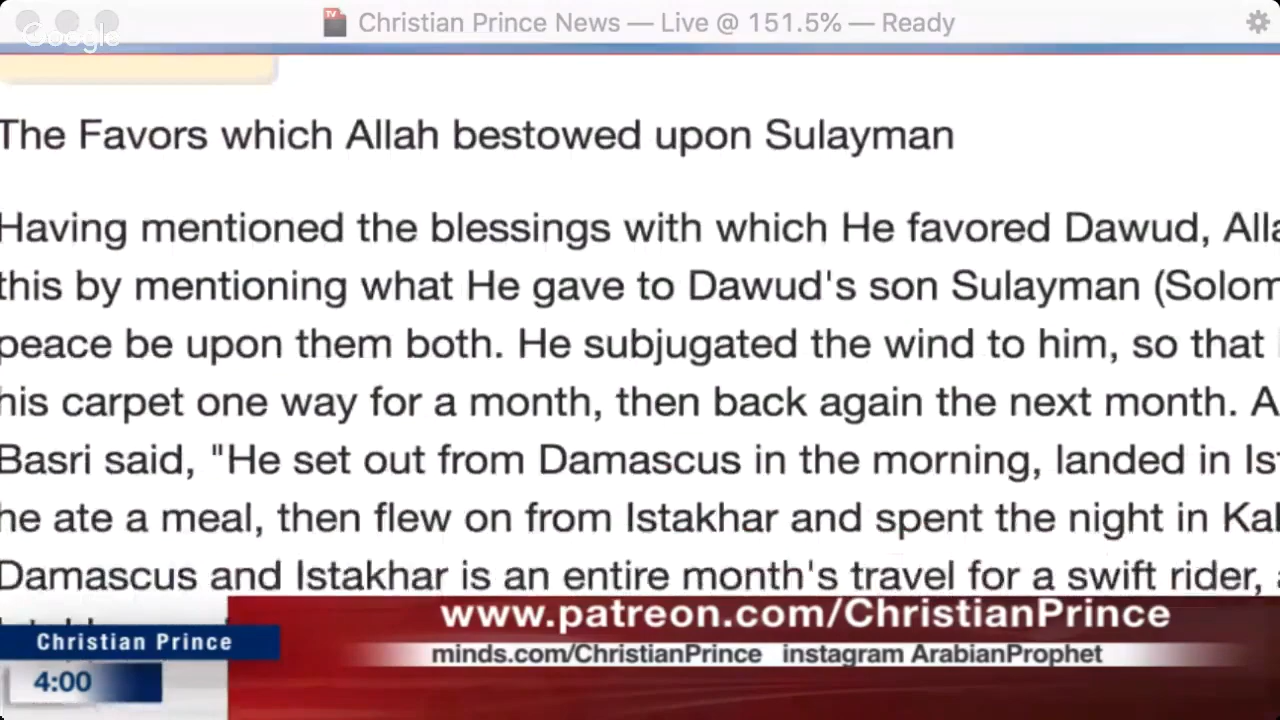 Christian Prince News — Live @ 151.5% — Ready
Google
The Favors which Allah bestowed upon Sulayman
Having mentioned the blessings with which He favored Dawud,
this by mentioning what He gave to Dawud's son Sulayman
peace be upon them both. He subjugated the wind to him, so that
his carpet one way for a month, then back again the next month.
Basri said, "He set out from Damascus in the morning, landed in
he ate a meal, then flew on from Istakhar and spent the night in
Damascus and Istakhar is an entire month's travel for a swift rider,
www.patreon.com/ChristianPrince
Christian Prince
minds.com/ChristianPrince instagram ArabianProphet
4:00